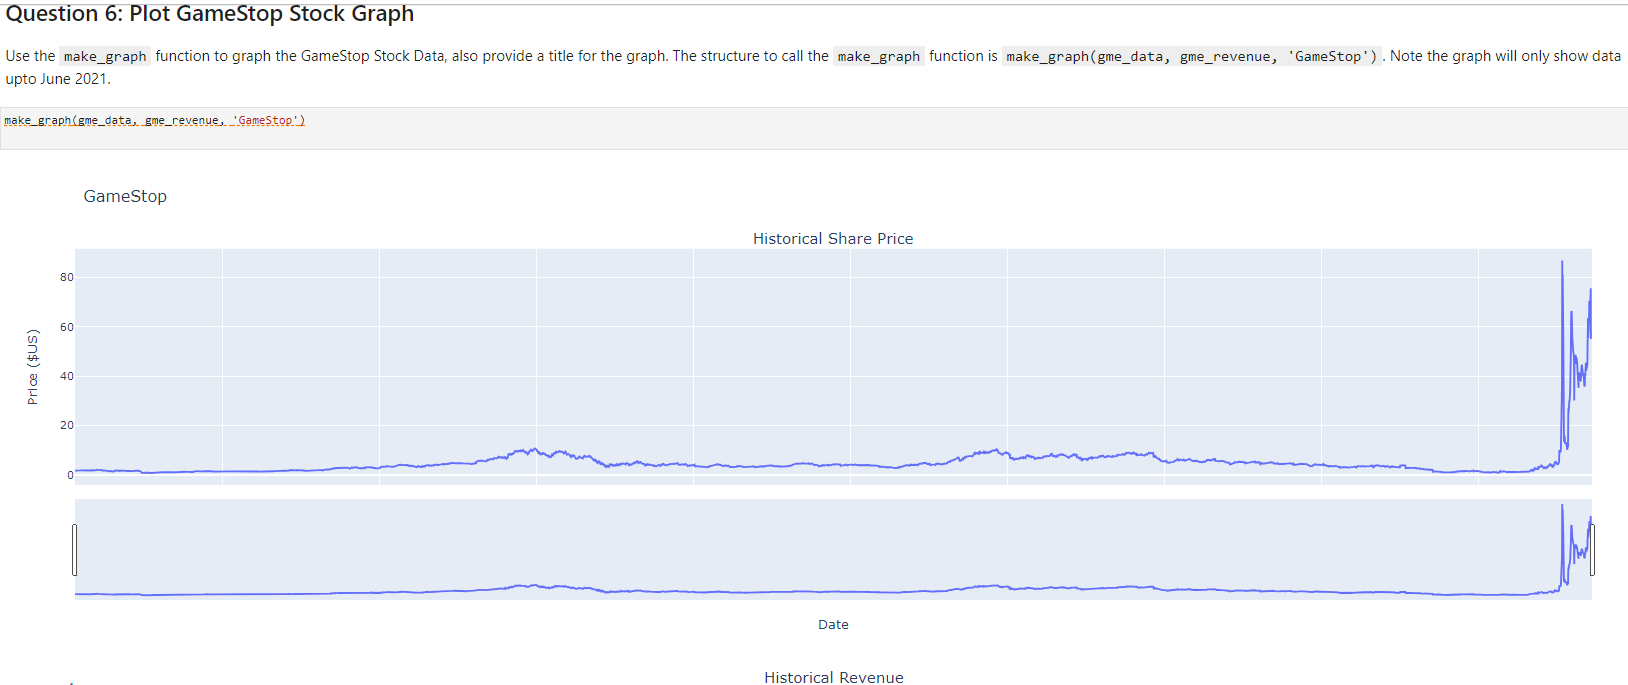 Question 6: Plot GameStop Stock Graph
Use the make_graph function to graph the GameStop Stock Data, also provide a title for the graph. The structure to call the make_graph function is make_graph(gme_data, gme_revenue, 'GameStop') . Note the graph will only show data
upto June 2021.
make_graph(gme_data, gme_revenue, 'GameStop')
GameStop
Historical Share Price
80
60
40
20
0
Price ($US)
Date
Historical Revenue